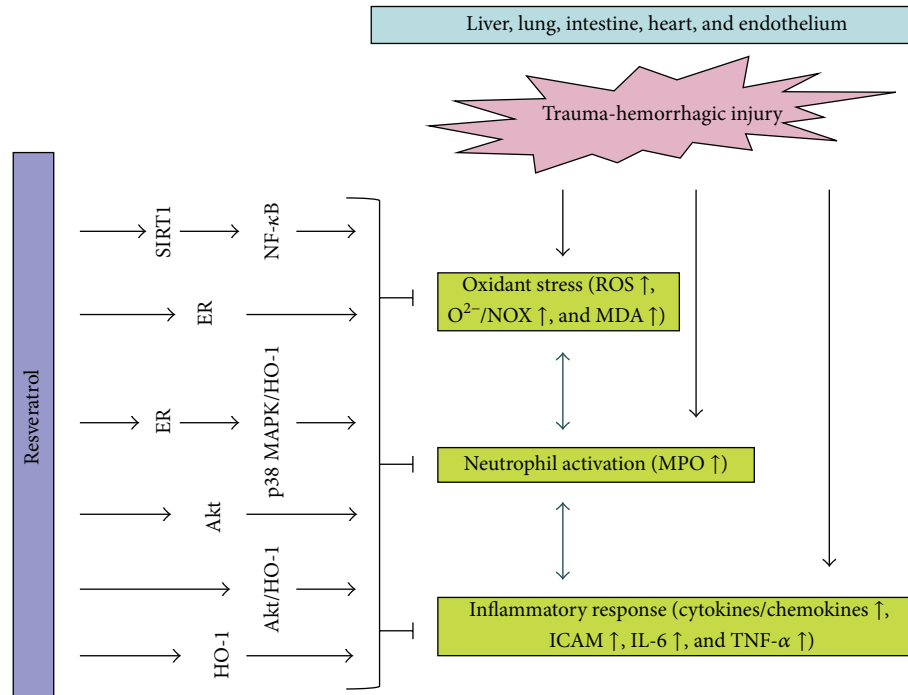 Liver, lung, intestine, heart, and endothelium
Trauma-hemorrhagic injury
Resveratrol
SIRT1
NF-κB
ER
ER
p38 MAPK/HO-1
Akt
Akt/HO-1
HO-1
Oxidant stress (ROS ↑,
O²⁻/NOX ↑, and MDA ↑)
Neutrophil activation (MPO ↑)
Inflammatory response (cytokines/chemokines ↑,
ICAM ↑, IL-6 ↑, and TNF-α ↑)